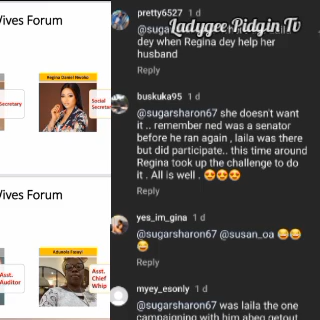 Wives Forum
Secretary
Regina Daniel Nwoko
Social
Secretary
Wives Forum
Asst.
Auditor
Asst.
Chief
Whip
pretty6527 1 d
Ladygee Pidgin Tv
dey when Regina dey help her
husband
Reply
buskuka95 1 d
@sugarsharon67 she doesn't want
it .. remember ned was a senator
before he ran again , laila was there
but did participate.. this time around
Regina took up the challenge to do
it . All is well . 😍😍😍
Reply
yes_im_gina 1 d
@sugarsharon67 @susan_oa 😂😂
😂
Reply
myey_esonly 1 d
@sugarsharon67 was laila the one
campaigning with him abeg getout